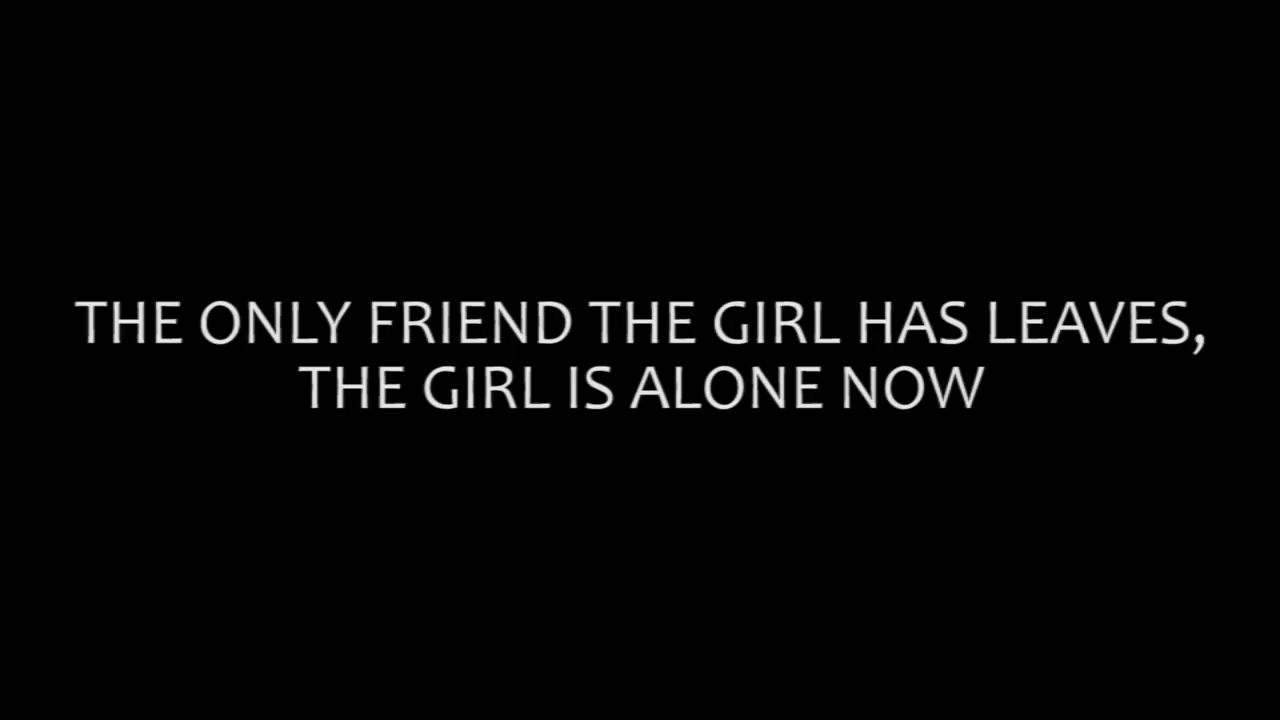 THE ONLY FRIEND THE GIRL HAS LEAVES,
THE GIRL IS ALONE NOW